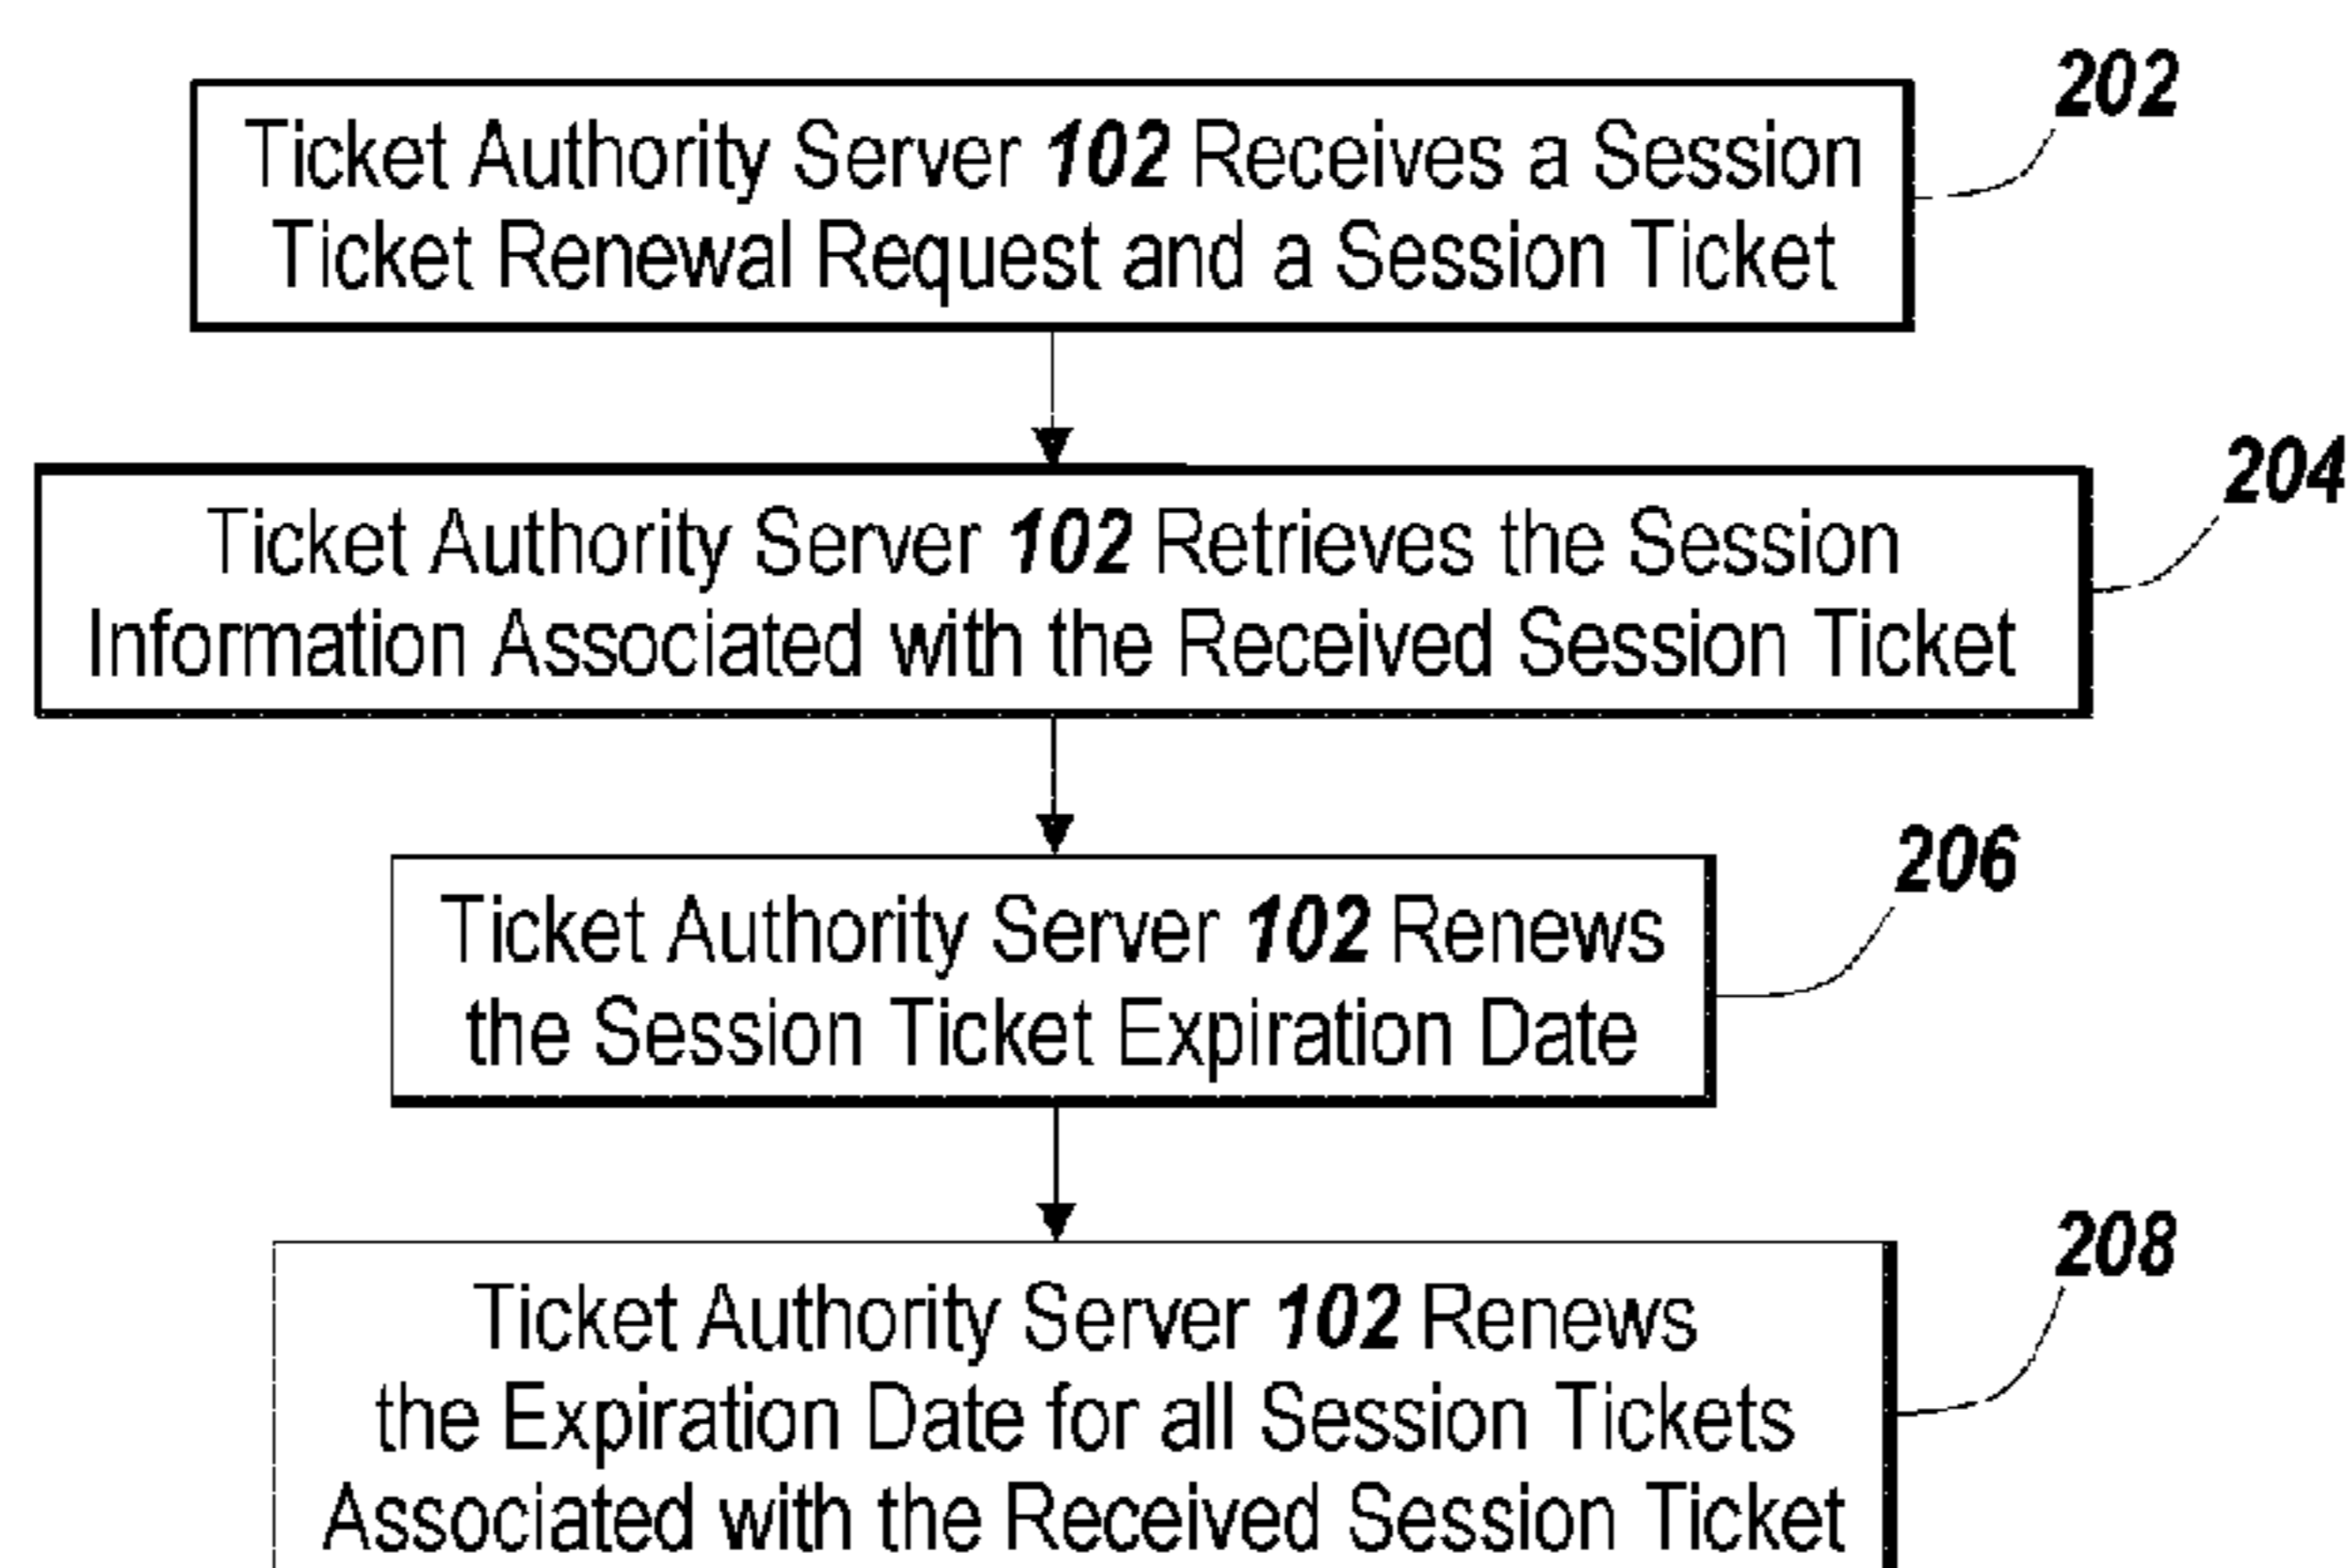 202
Ticket Authority Server 102 Receives a Session
Ticket Renewal Request and a Session Ticket
204
Ticket Authority Server 102 Retrieves the Session
Information Associated with the Received Session Ticket
206
Ticket Authority Server 102 Renews
the Session Ticket Expiration Date
208
Ticket Authority Server 102 Renews
the Expiration Date for all Session Tickets
Associated with the Received Session Ticket